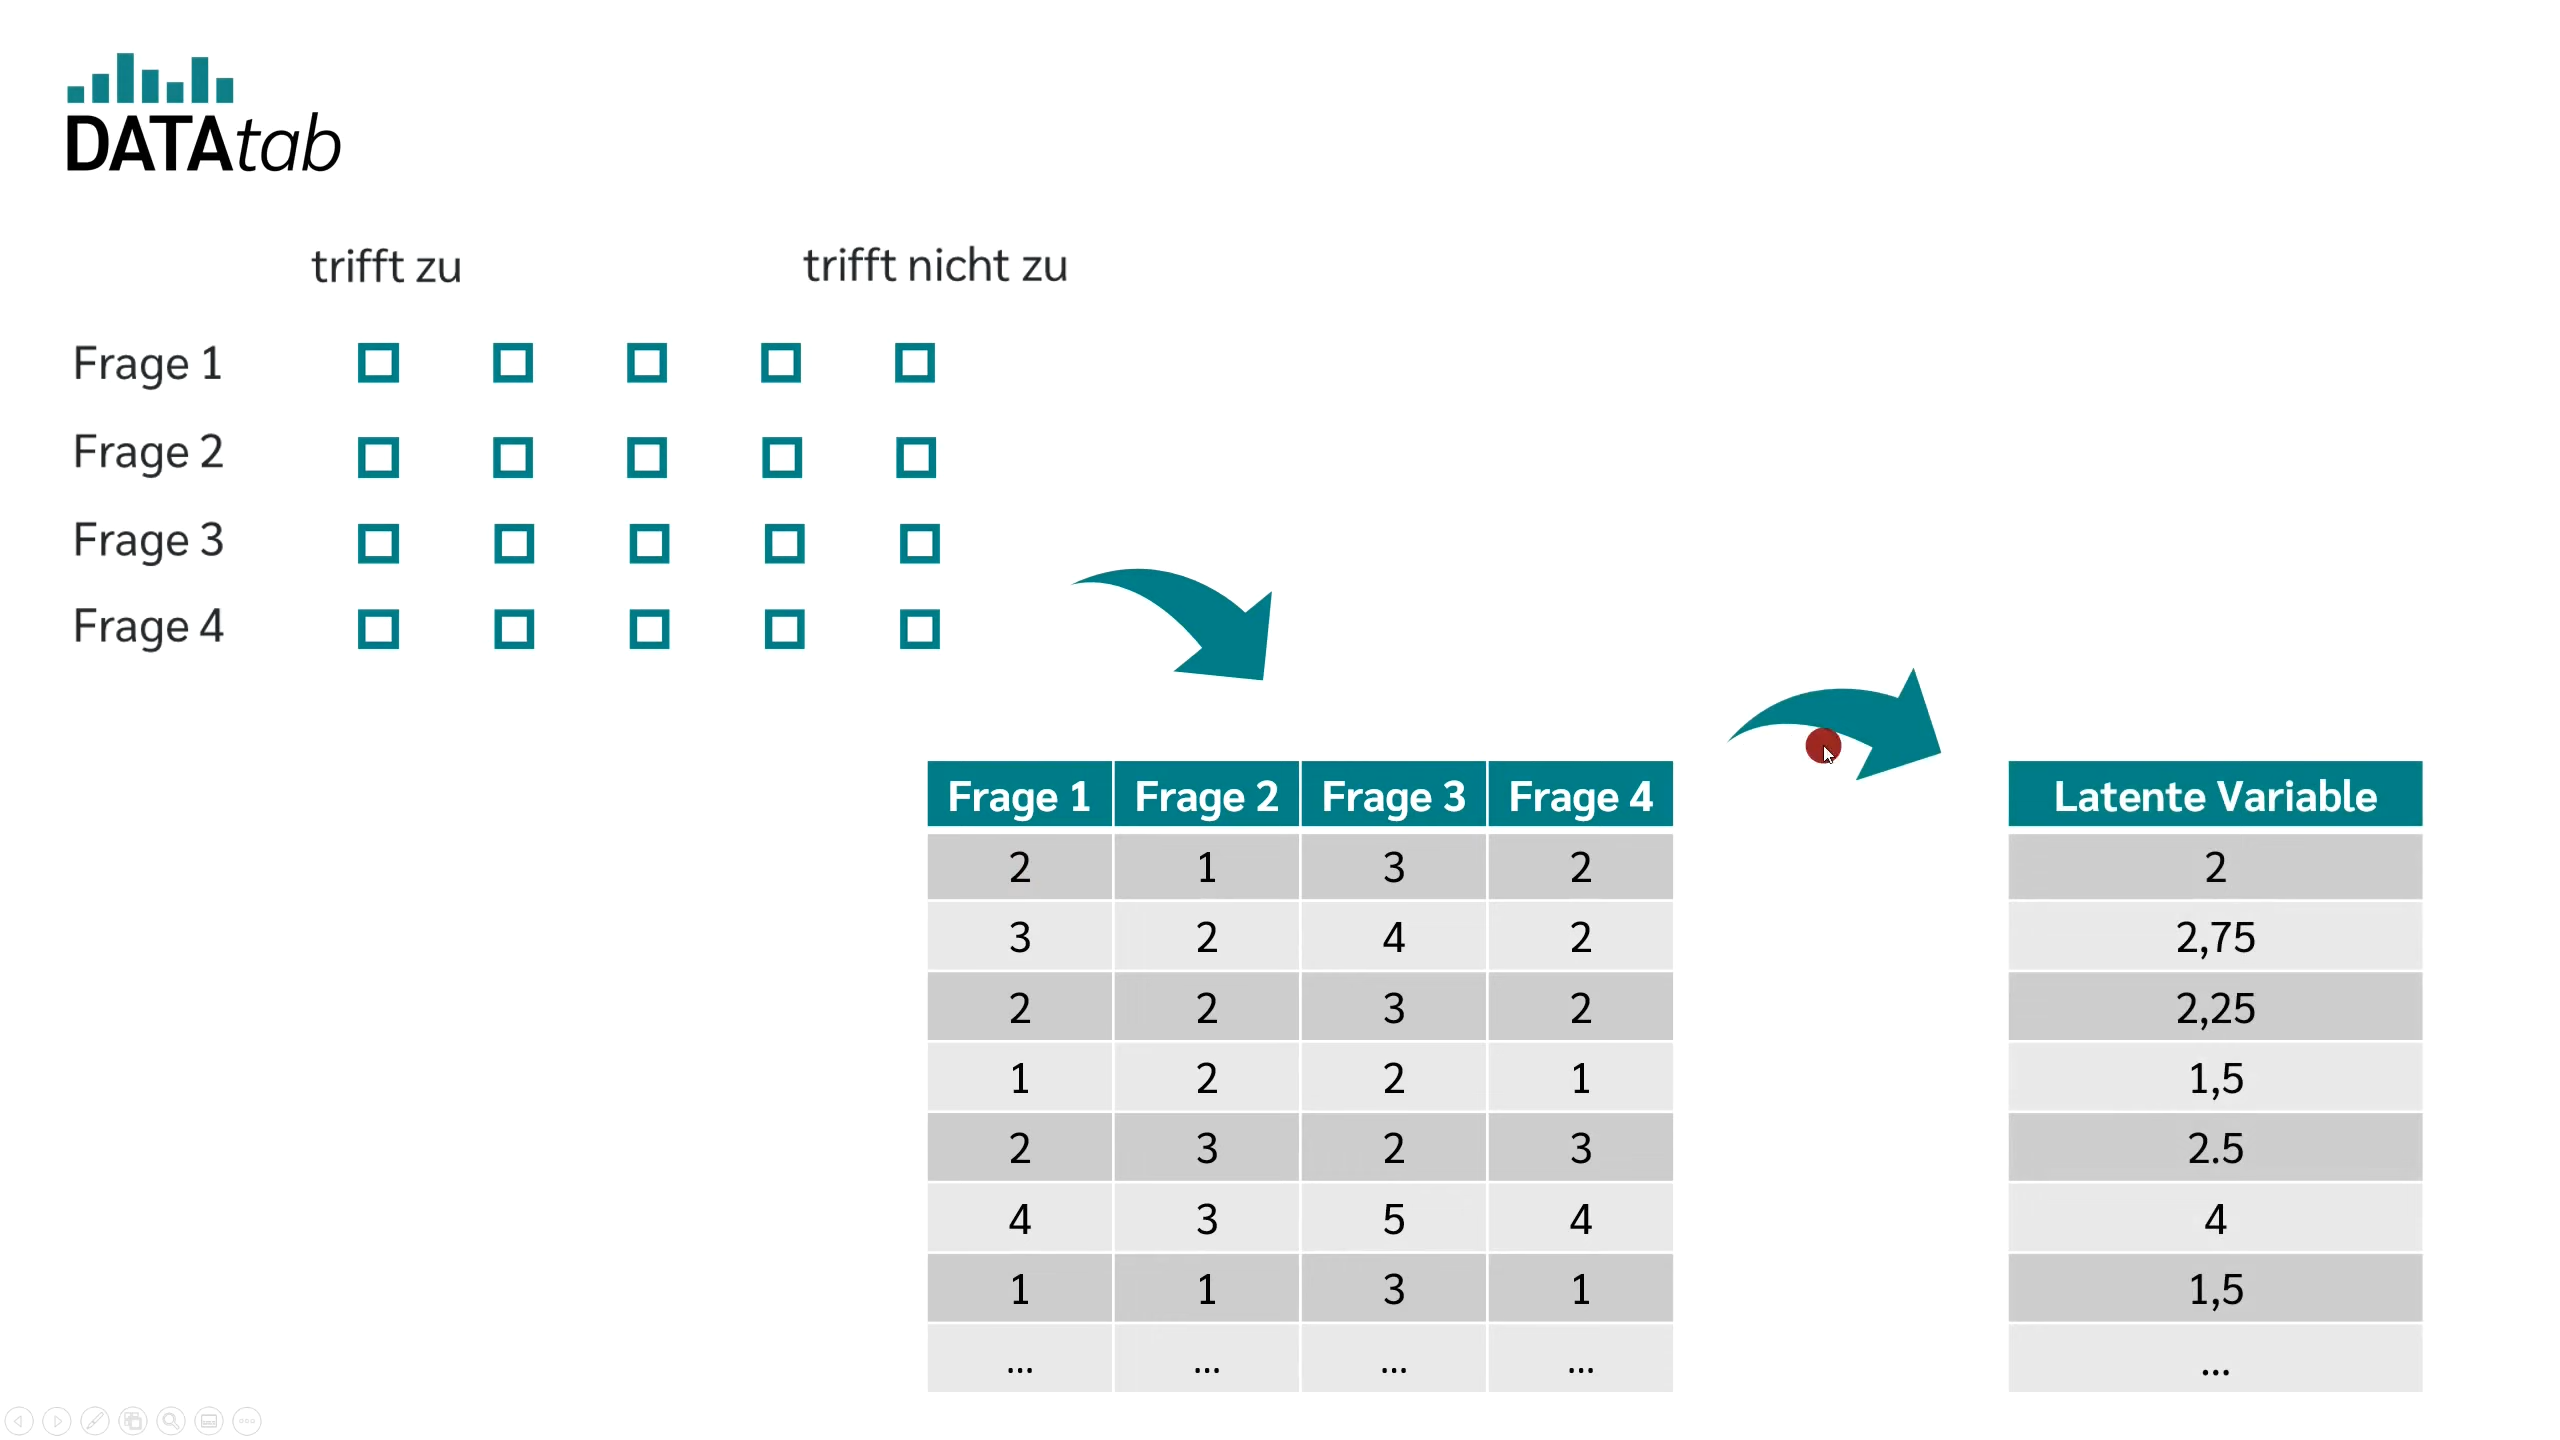 DATAtab
trifft zu trifft nicht zu
Frage 1
Frage 2
Frage 3
Frage 4
Frage 1 Frage 2 Frage 3 Frage 4 Latente Variable
2 1 3 2 2
3 2 4 2 2,75
2 2 3 2 2,25
1 2 2 1 1,5
2 3 2 3 2.5
4 3 5 4 4
1 1 3 1 1,5
... ... ... ... ...